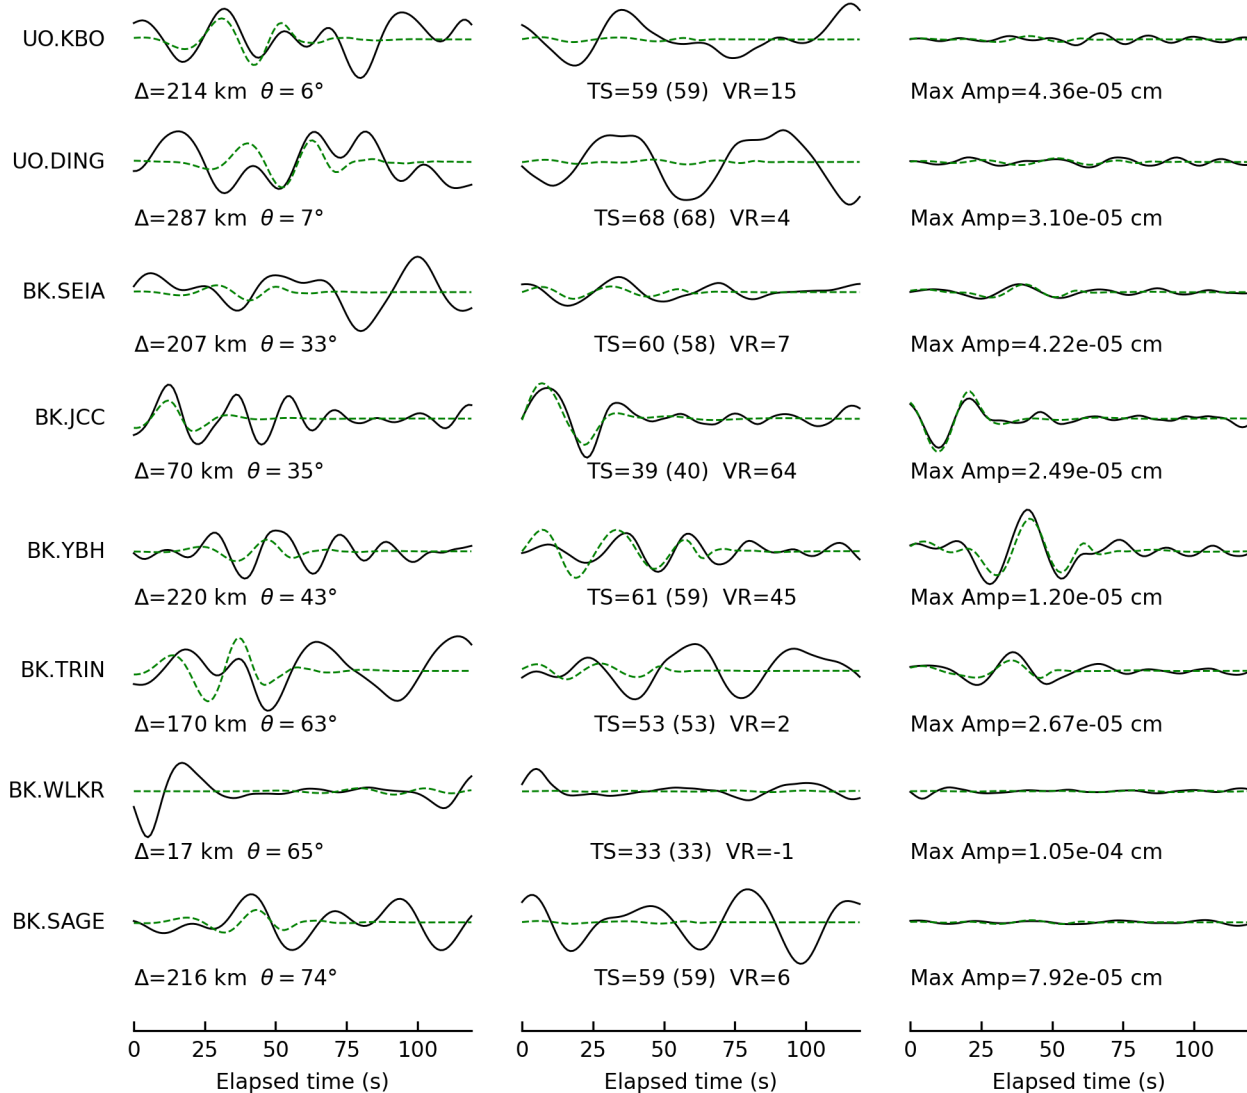 UO.KBO
Δ=214 km θ = 6° TS=59 (59) VR=15 Max Amp=4.36e-05 cm
UO.DING
Δ=287 km θ = 7° TS=68 (68) VR=4 Max Amp=3.10e-05 cm
BK.SEIA
Δ=207 km θ = 33° TS=60 (58) VR=7 Max Amp=4.22e-05 cm
BK.JCC
Δ=70 km θ = 35° TS=39 (40) VR=64 Max Amp=2.49e-05 cm
BK.YBH
Δ=220 km θ = 43° TS=61 (59) VR=45 Max Amp=1.20e-05 cm
BK.TRIN
Δ=170 km θ = 63° TS=53 (53) VR=2 Max Amp=2.67e-05 cm
BK.WLKR
Δ=17 km θ = 65° TS=33 (33) VR=-1 Max Amp=1.05e-04 cm
BK.SAGE
Δ=216 km θ = 74° TS=59 (59) VR=6 Max Amp=7.92e-05 cm
0 25 50 75 100 0 25 50 75 100 0 25 50 75 100
Elapsed time (s) Elapsed time (s) Elapsed time (s)